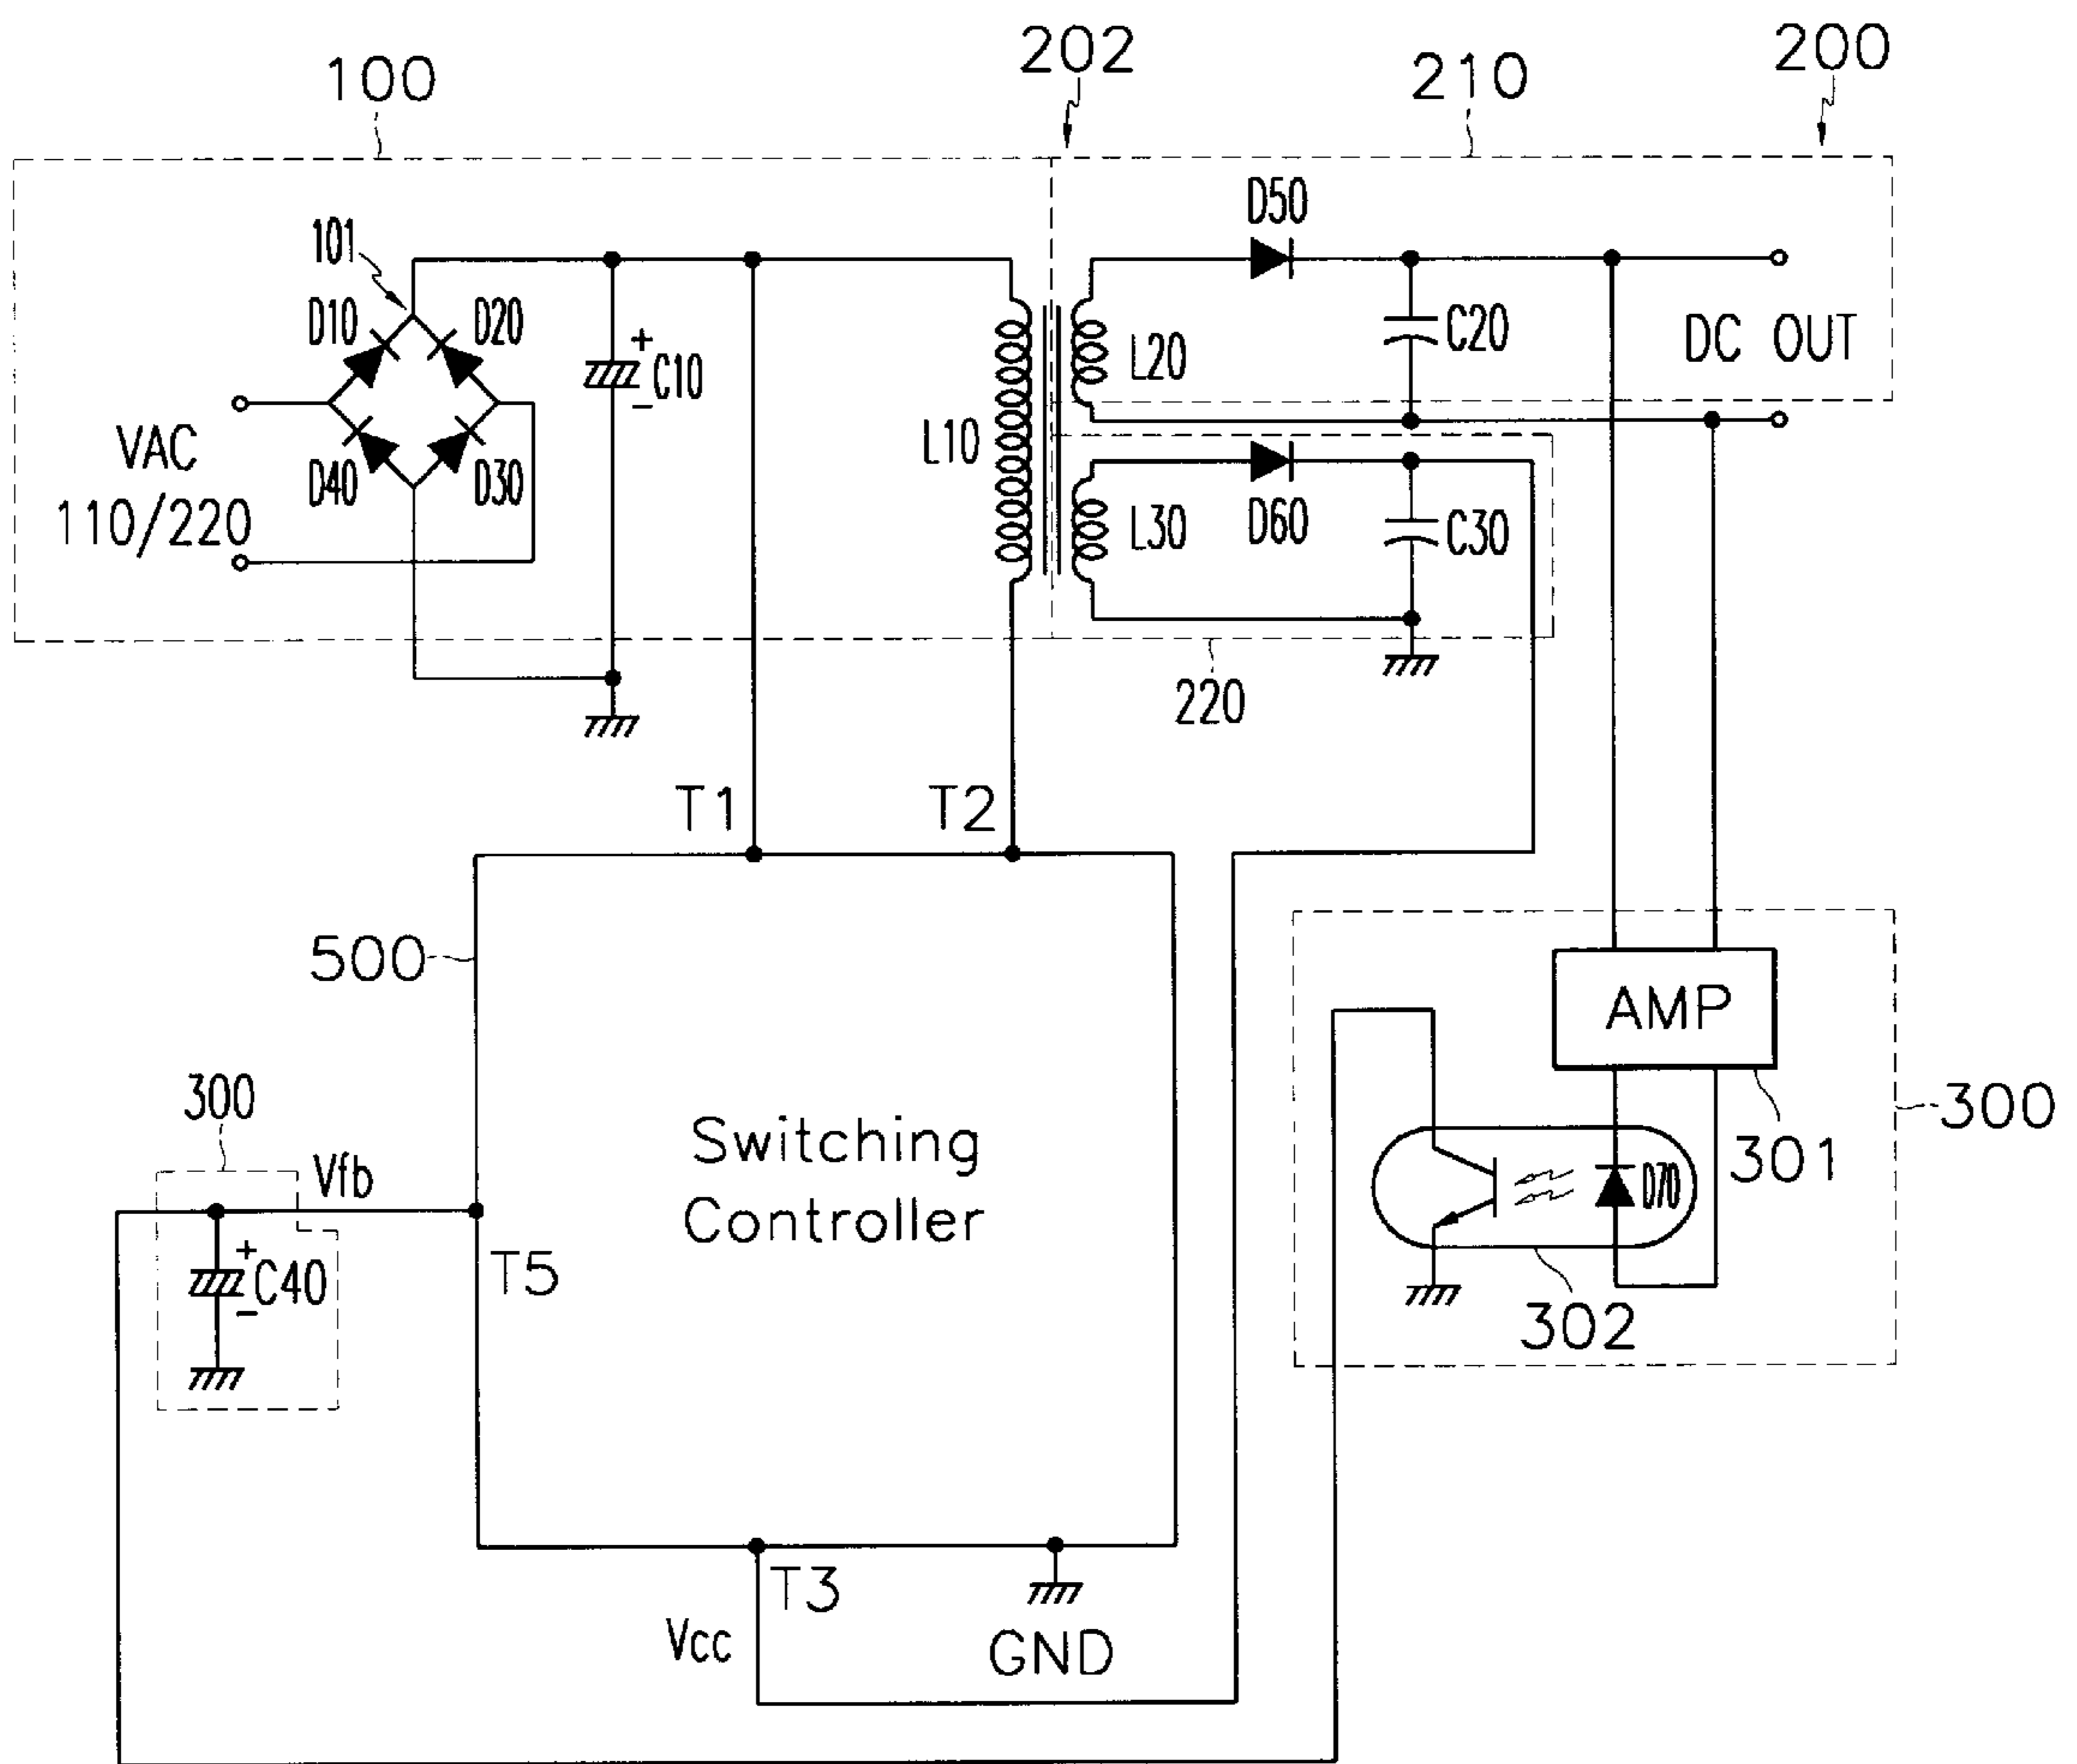 202
200
100
210
D50
101
D10
D20
+
C10
-
C20
DC OUT
L20
L10
VAC
110/220
D40
D30
L30
D60
C30
220
T1
T2
500
AMP
300
Switching
Controller
300
301
Vfb
D70
T5
+
C40
-
302
T3
Vcc
GND